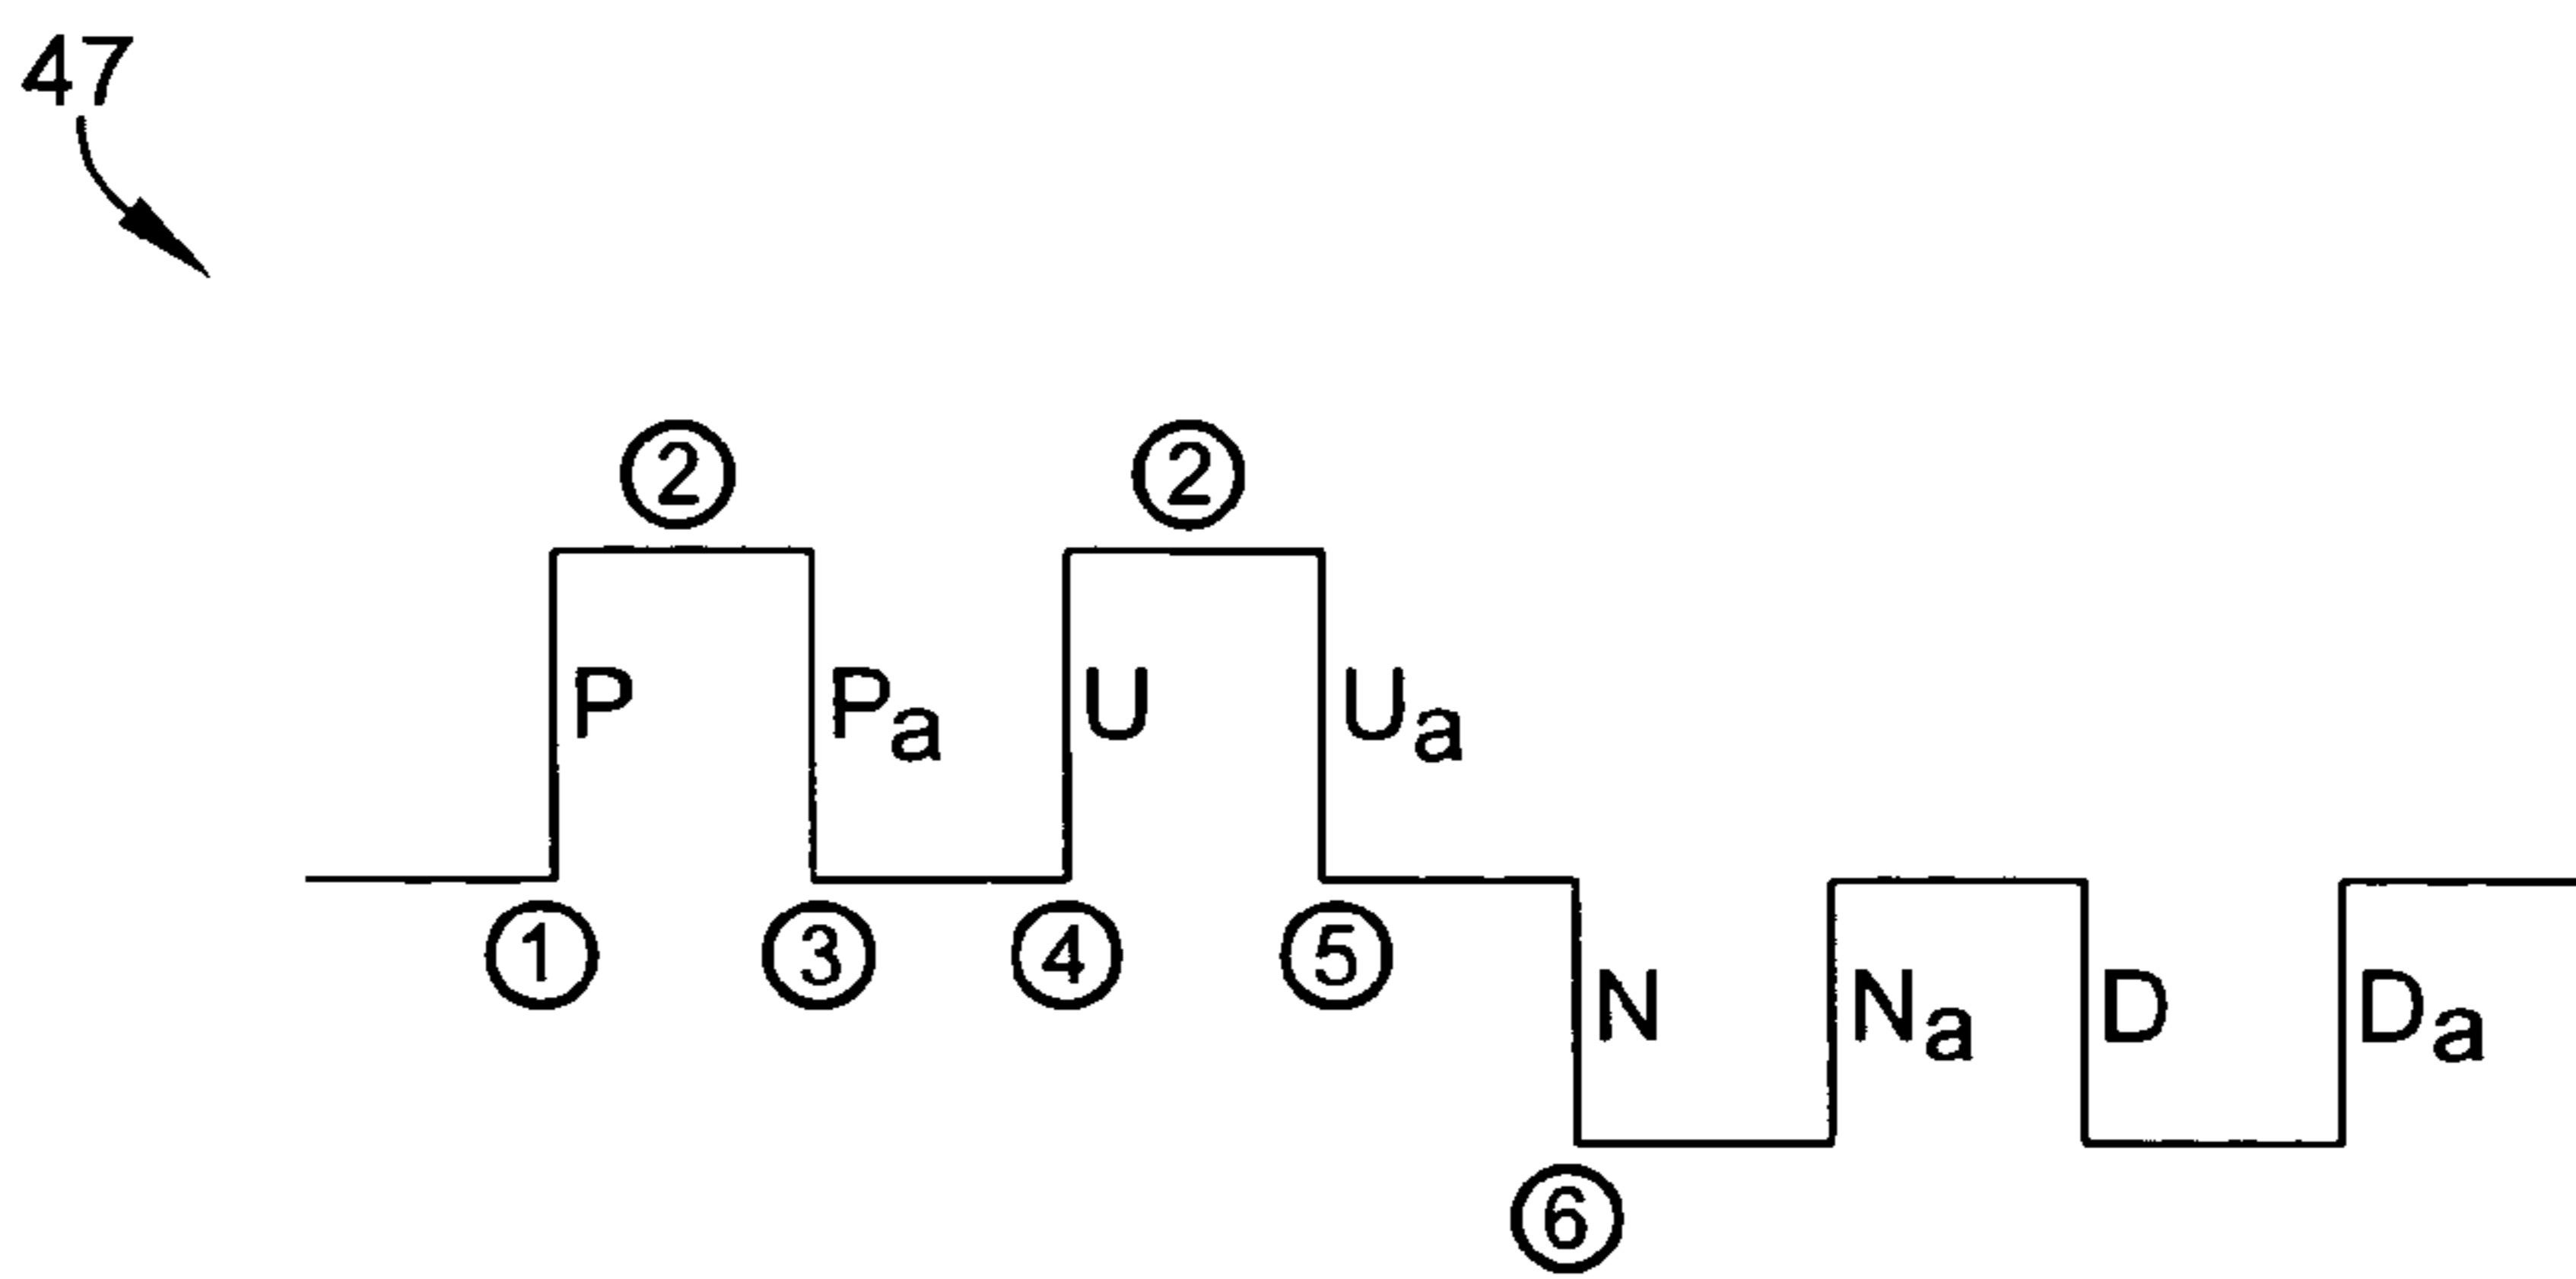 47
② ②
P Pa U Ua
① ③ ④ ⑤
N Na D Da
⑥